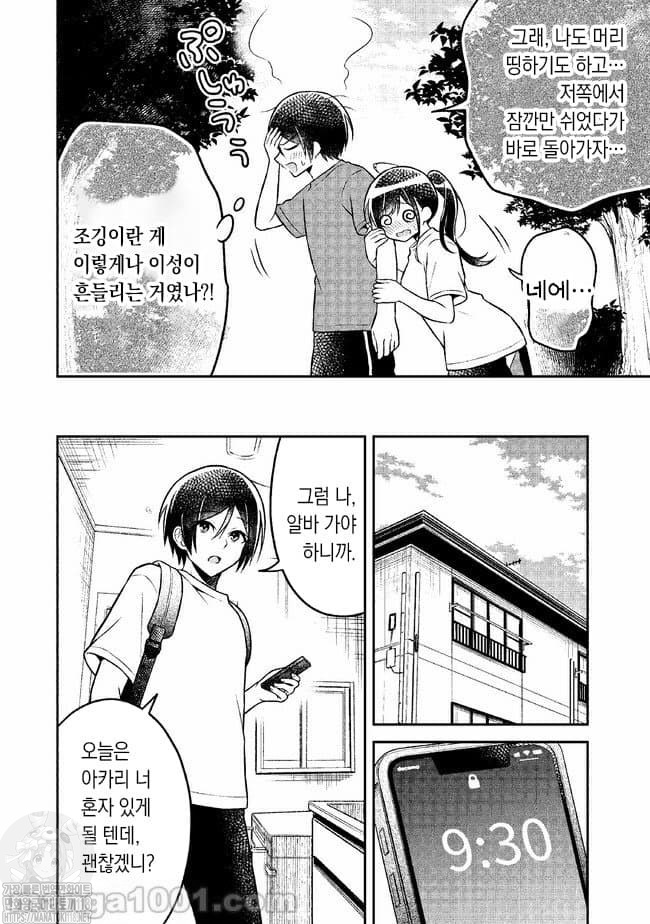 그래, 나도 머리
띵하기도 하고…
저쪽에서
잠깐만 쉬었다가
바로 돌아가자…
ぷしゅうぅぅ
네에…
조깅이란 게
이렇게나 이성이
흔들리는 거였나?!
9:30
그럼 나,
알바 가야
하니까.
오늘은
아카리 너
혼자 있게
될 텐데,
괜찮겠니?
nga1001.com